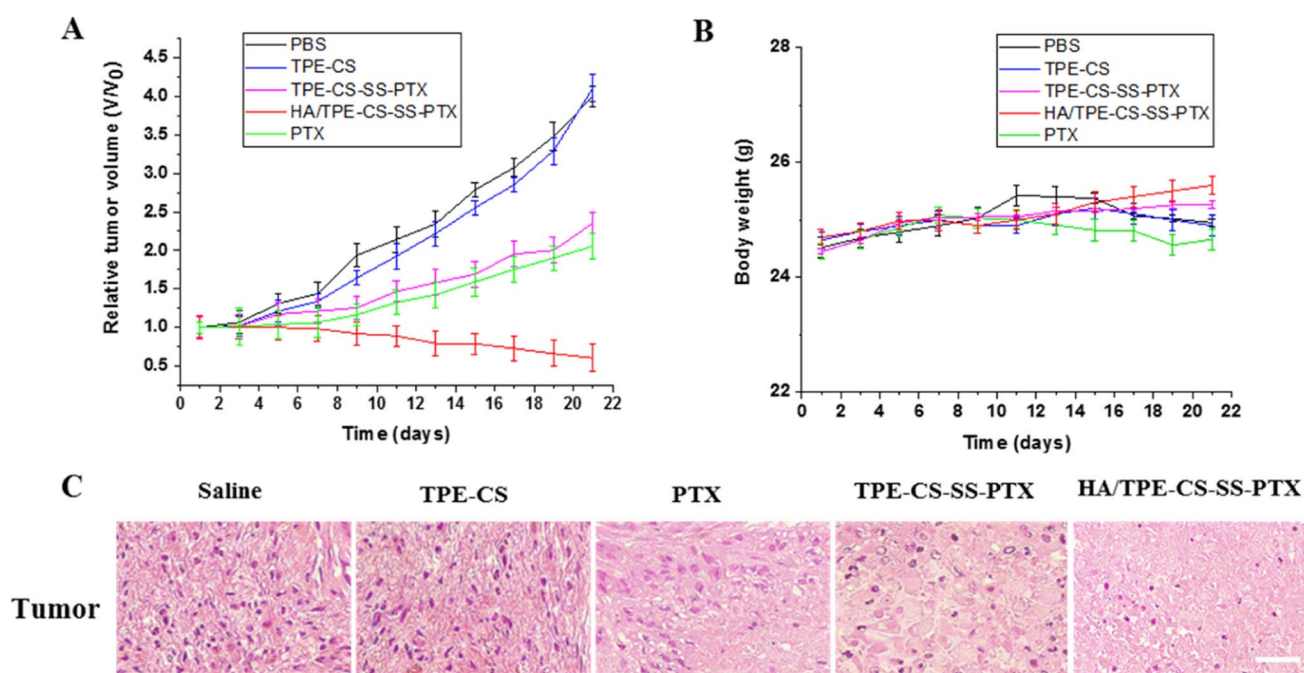 A
Relative tumor volume (V/V₀)
4.5
4.0
3.5
3.0
2.5
2.0
1.5
1.0
0.5
PBS
TPE-CS
TPE-CS-SS-PTX
HA/TPE-CS-SS-PTX
PTX
0 2 4 6 8 10 12 14 16 18 20 22
Time (days)
B
Body weight (g)
28
26
24
22
PBS
TPE-CS
TPE-CS-SS-PTX
HA/TPE-CS-SS-PTX
PTX
0 2 4 6 8 10 12 14 16 18 20 22
Time (days)
C
Saline TPE-CS PTX TPE-CS-SS-PTX HA/TPE-CS-SS-PTX
Tumor